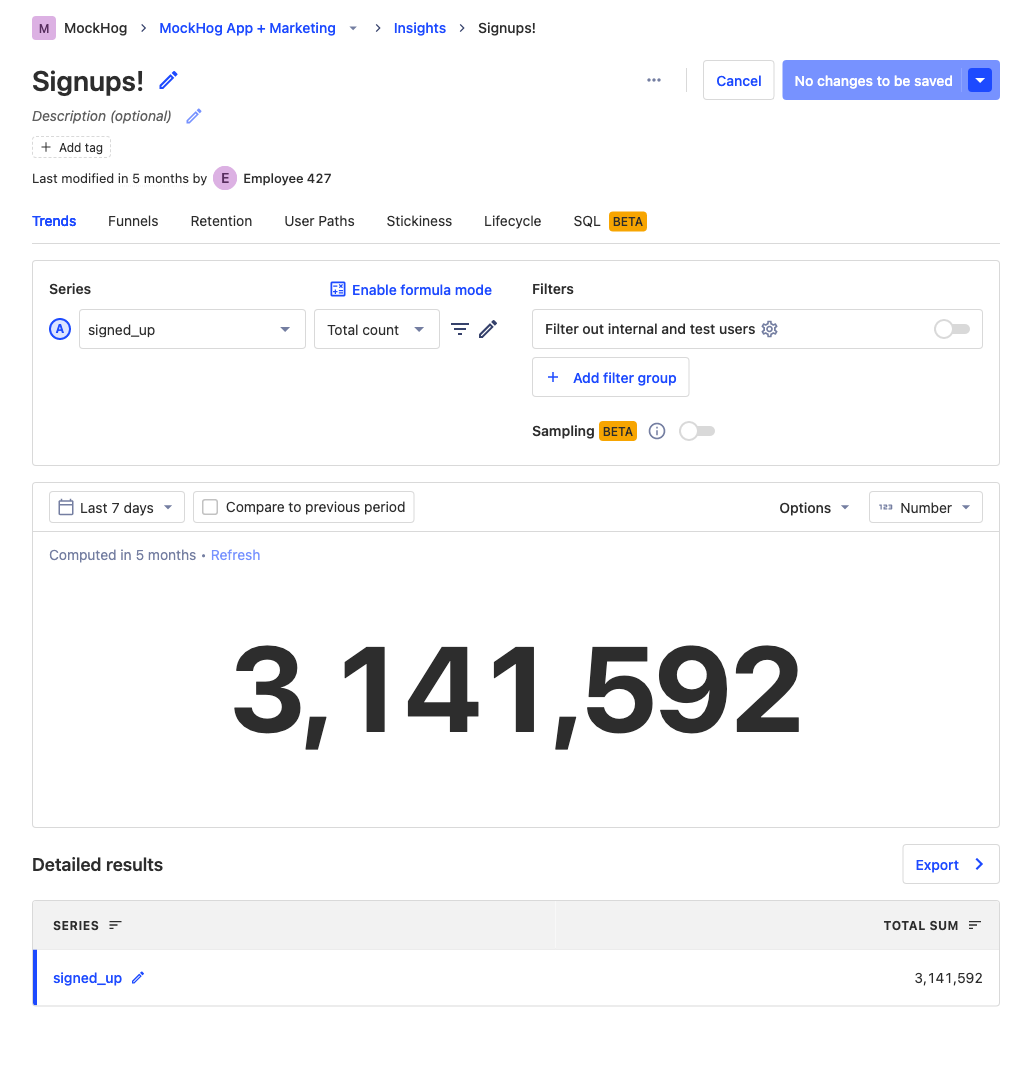 M MockHog MockHog App + Marketing Insights Signups!
Signups!
Cancel No changes to be saved
Description (optional)
+ Add tag
Last modified in 5 months by E Employee 427
Trends Funnels Retention User Paths Stickiness Lifecycle SQL BETA
Series Enable formula mode
A signed_up Total count
Filters
Filter out internal and test users
+ Add filter group
Sampling BETA
Last 7 days Compare to previous period Options 123 Number
Computed in 5 months • Refresh
3,141,592
Detailed results Export
SERIES TOTAL SUM
signed_up 3,141,592